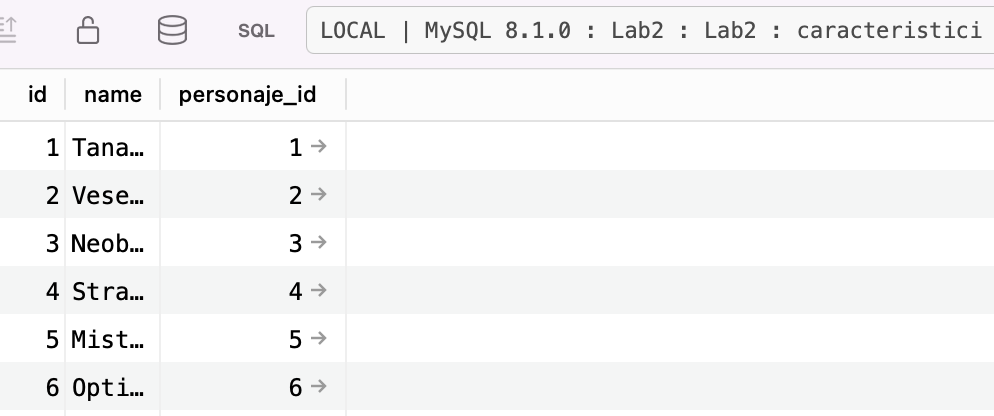 SQL LOCAL | MySQL 8.1.0 : Lab2 : Lab2 : caracteristici
id name personaje_id
1 Tana… 1 →
2 Vese… 2 →
3 Neob… 3 →
4 Stra… 4 →
5 Mist… 5 →
6 Opti… 6 →